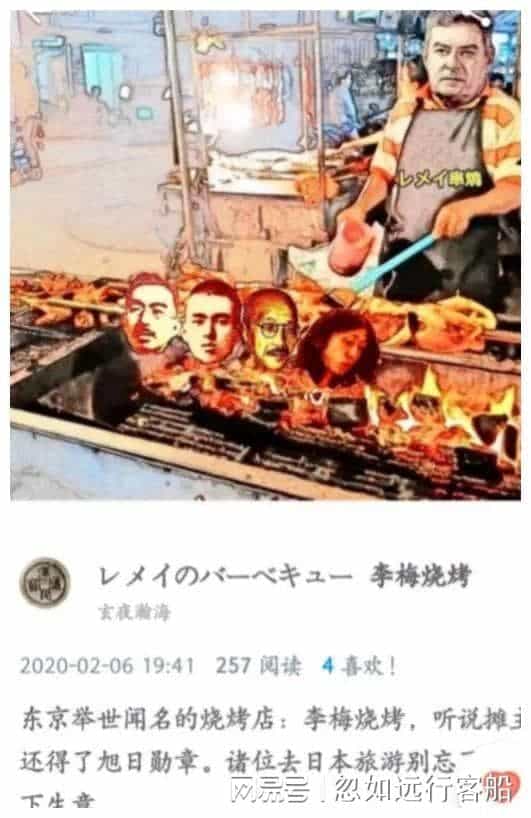 レメイ串燒
レメイのバーベキュー 李梅烧烤
玄夜瀚海
2020-02-06 19:41 257 阅读 4 喜欢!
东京举世闻名的烧烤店：李梅烧烤，听说摊主
还得了旭日勋章。诸位去日本旅游别忘了
下生意
网易号 | 忽如远行客船